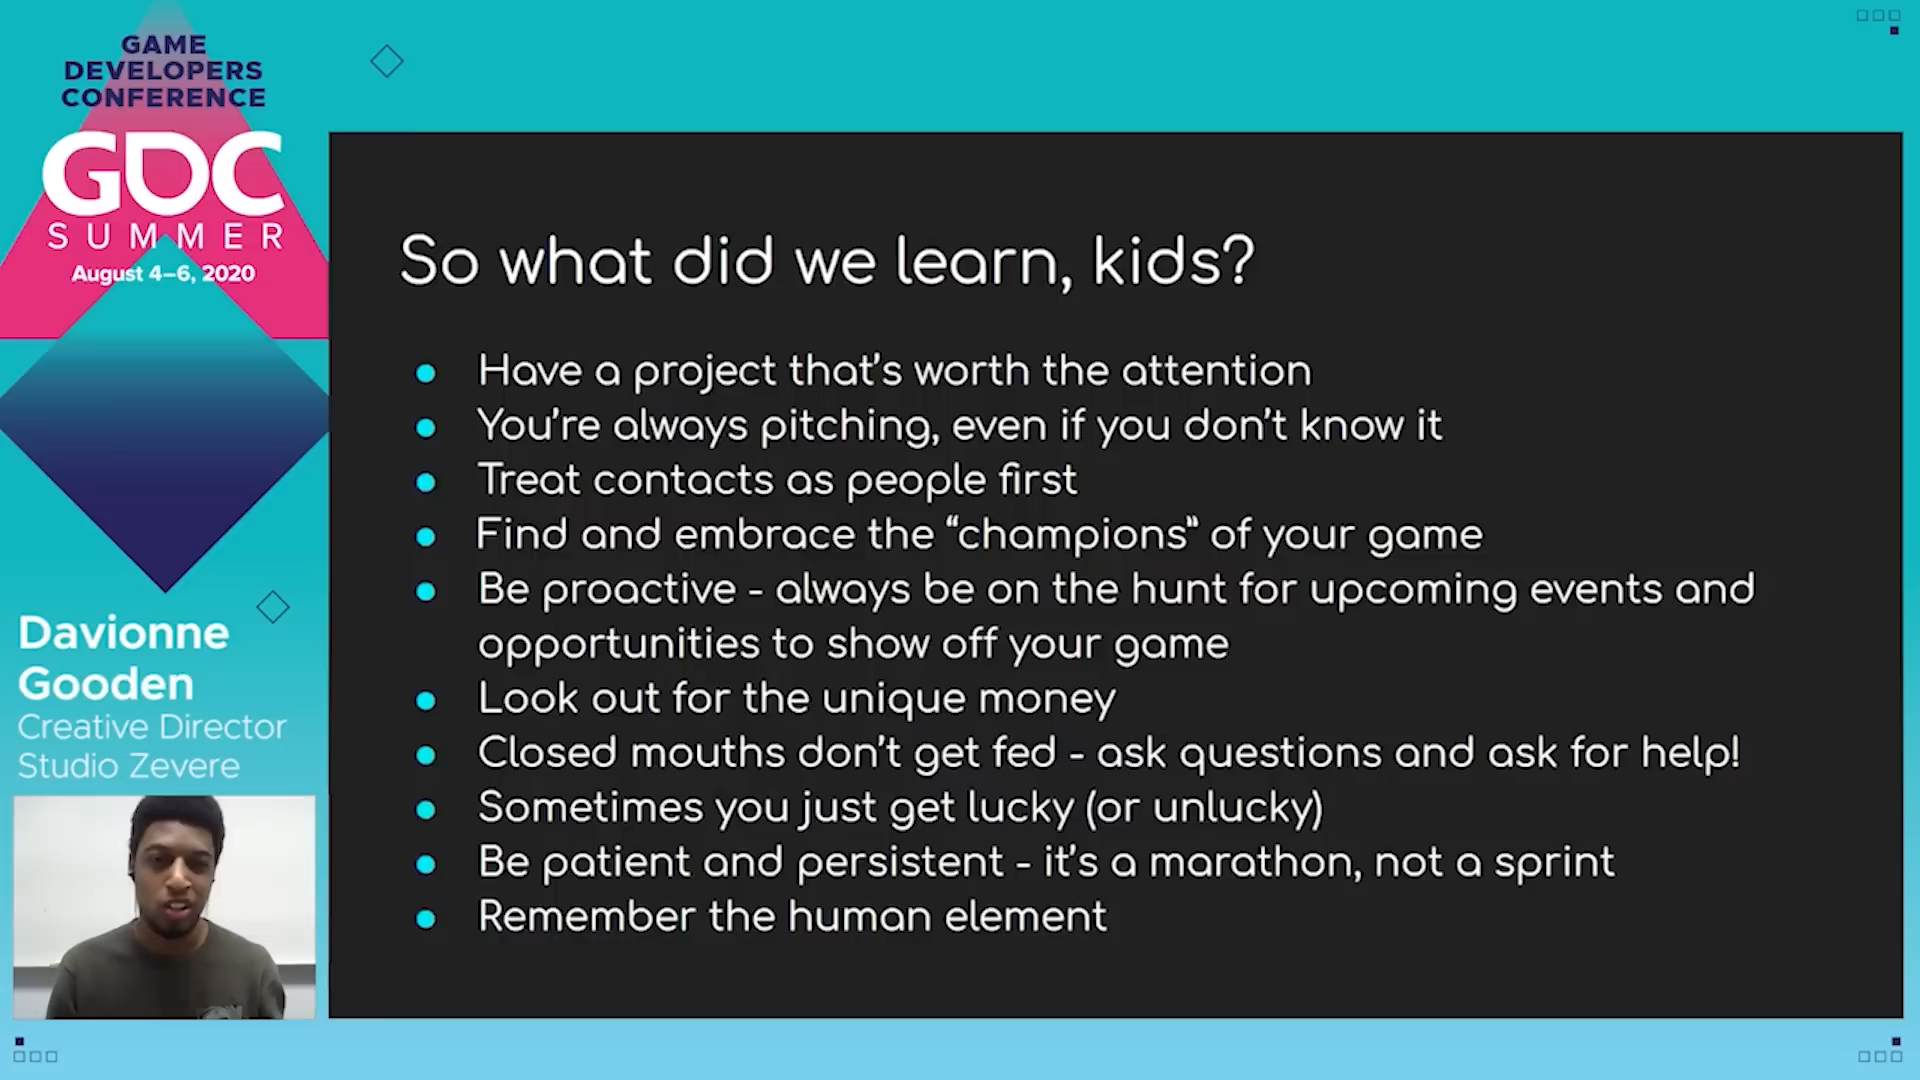 GAME
DEVELOPERS
CONFERENCE
GDC
SUMMER
August 4–6, 2020
Davionne
Gooden
Creative Director
Studio Zevere
So what did we learn, kids?
● Have a project that's worth the attention
● You're always pitching, even if you don't know it
● Treat contacts as people first
● Find and embrace the “champions” of your game
● Be proactive - always be on the hunt for upcoming events and
opportunities to show off your game
● Look out for the unique money
● Closed mouths don't get fed - ask questions and ask for help!
● Sometimes you just get lucky (or unlucky)
● Be patient and persistent - it's a marathon, not a sprint
● Remember the human element